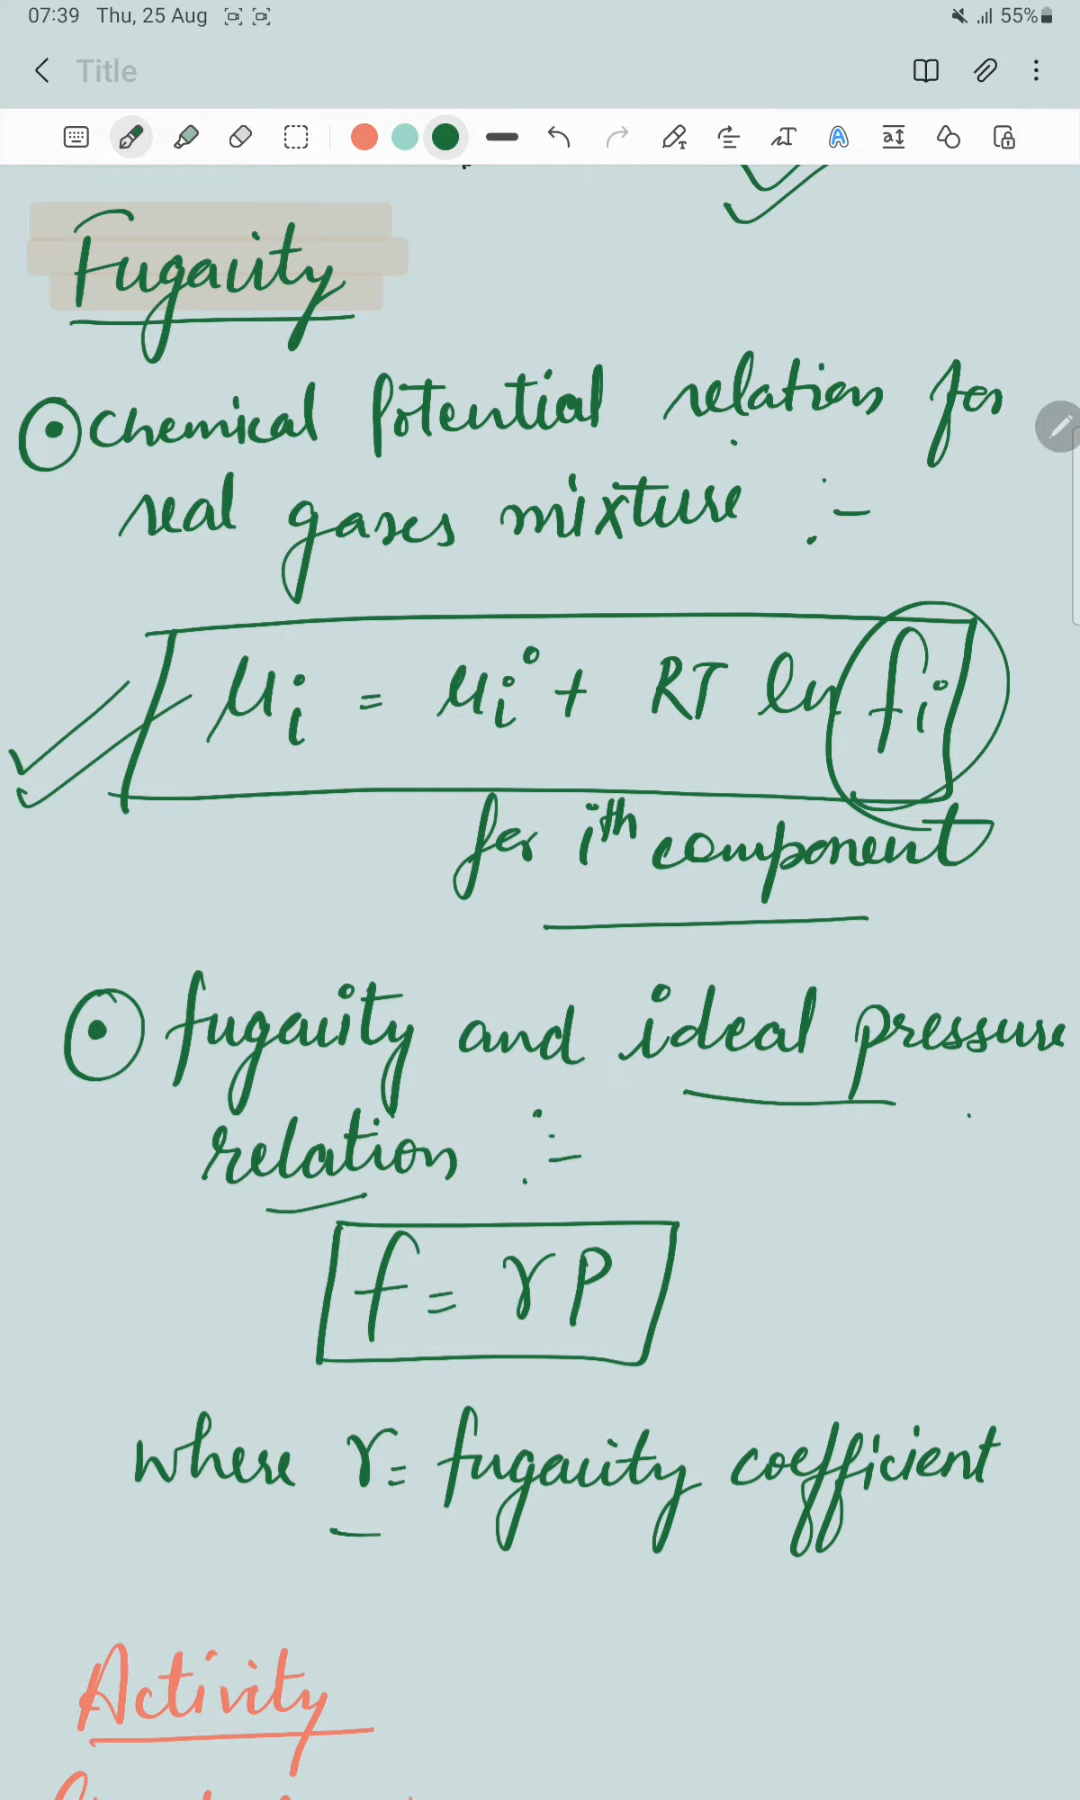 07:39 Thu, 25 Aug 55%
Title
Fugacity
Chemical potential relation for
real gases mixture :-
μi = μi° + RT ln fi
for ith component
fugacity and ideal pressure
relation :-
f = γP
where γ = fugacity coefficient
Activity